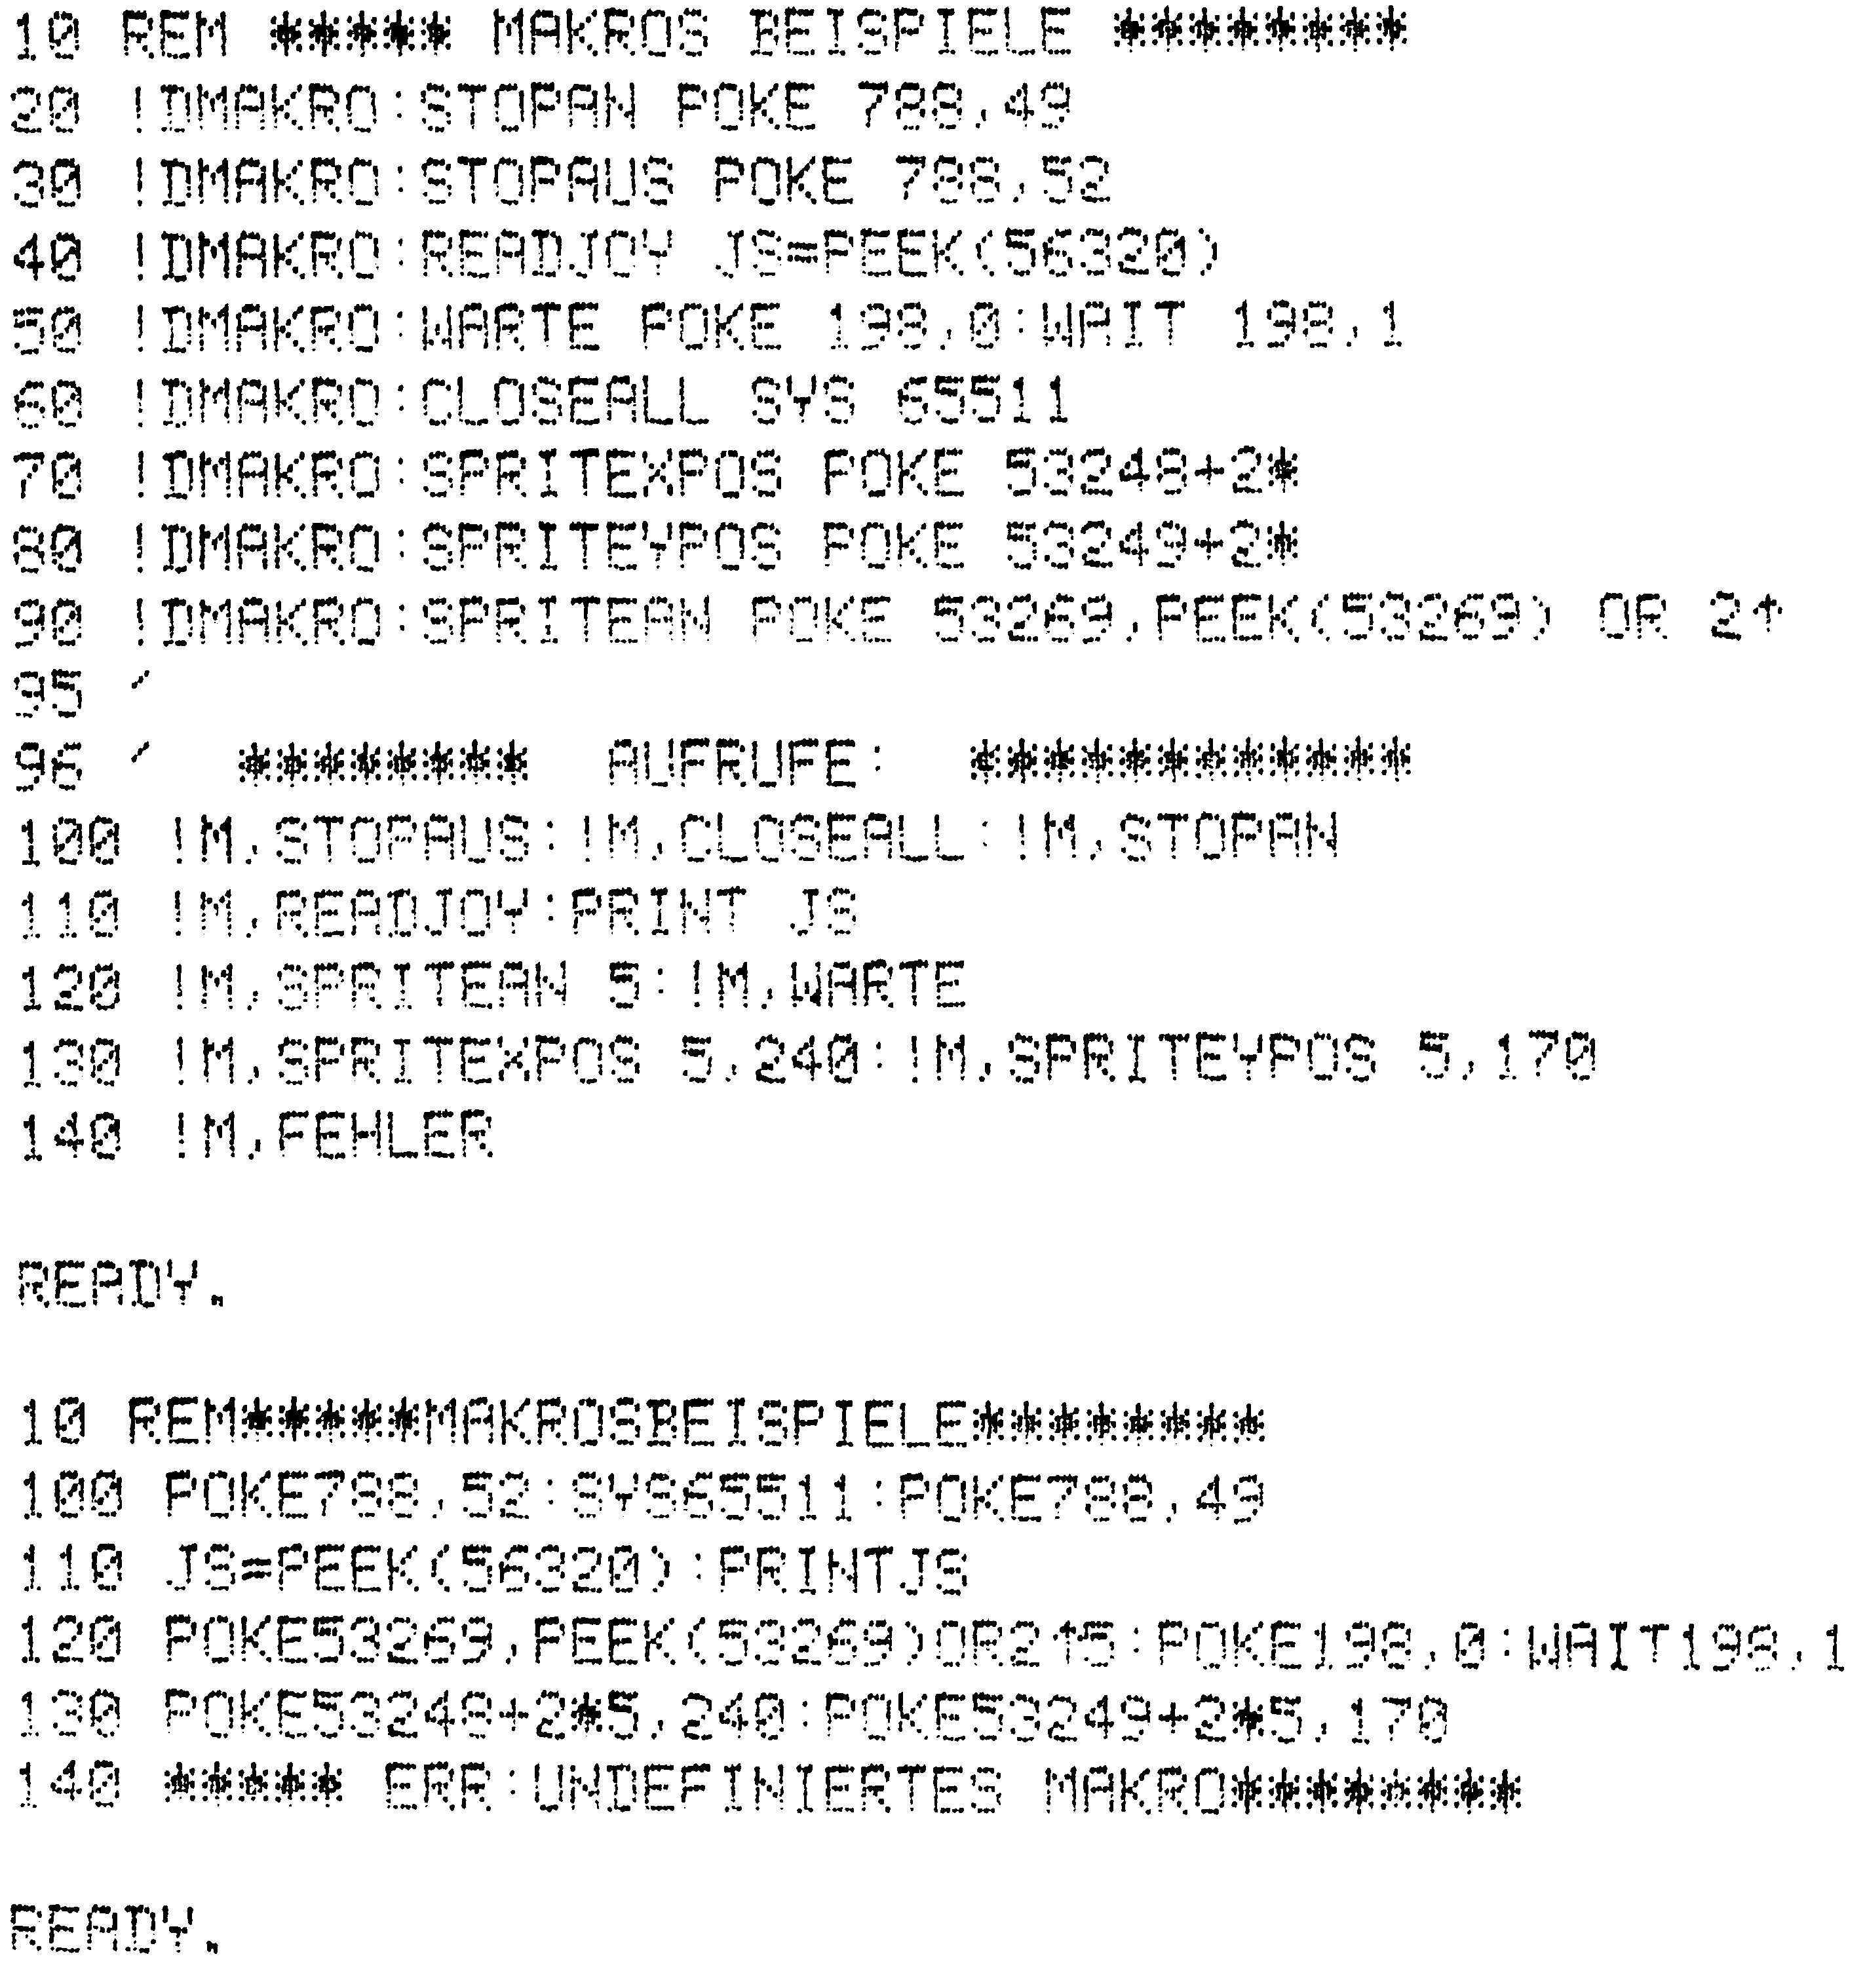 10 REM ***** MAKROS BEISPIELE ********
20 !DMAKRO:STOPAN POKE 788,49
30 !DMAKRO:STOPAUS POKE 788,52
40 !DMAKRO:READJOY JS=PEEK(56320)
50 !DMAKRO:WARTE POKE 198,0:WAIT 198,1
60 !DMAKRO:CLOSEALL SYS 65511
70 !DMAKRO:SPRITEXPOS POKE 53248+2*
80 !DMAKRO:SPRITEYPOS POKE 53249+2*
90 !DMAKRO:SPRITEAN POKE 53269,PEEK(53269) OR 2↑
95 ´
96 ´  ********  AUFRUFE:  ************
100 !M,STOPAUS:!M,CLOSEALL:!M,STOPAN
110 !M,READJOY:PRINT JS
120 !M,SPRITEAN 5:!M,WARTE
130 !M,SPRITEXPOS 5,240:!M,SPRITEYPOS 5,170
140 !M,FEHLER
READY.
10 REM*****MAKROSBEISPIELE********
100 POKE788,52:SYS65511:POKE788,49
110 JS=PEEK(56320):PRINTJS
120 POKE53269,PEEK(53269)OR2↑5:POKE198,0:WAIT198,1
130 POKE53248+2*5,240:POKE53249+2*5,170
140 ***** ERR:UNDEFINIERTES MAKRO********
READY.